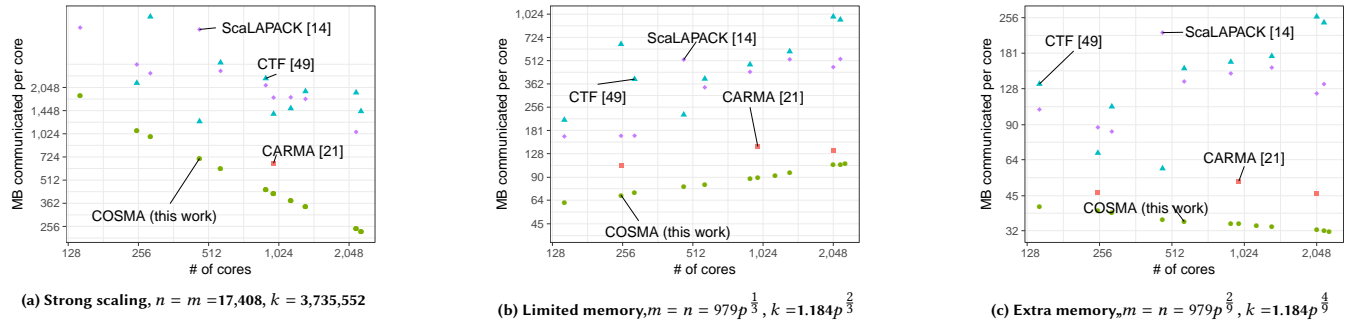 MB communicated per core
2,048
1,448
1,024
724
512
362
256
128
256
512
1,024
2,048
# of cores
ScaLAPACK [14]
CTF [49]
CARMA [21]
COSMA (this work)
(a) Strong scaling, n = m =17,408, k = 3,735,552
MB communicated per core
1,024
724
512
362
256
181
128
90
64
45
128
256
512
1,024
2,048
# of cores
ScaLAPACK [14]
CTF [49]
CARMA [21]
COSMA (this work)
(b) Limited memory,m = n = 979p^{1/3}, k =1.184p^{2/3}
MB communicated per core
256
181
128
90
64
45
32
128
256
512
1,024
2,048
# of cores
CTF [49]
ScaLAPACK [14]
CARMA [21]
COSMA (this work)
(c) Extra memory,,m = n = 979p^{2/9}, k =1.184p^{4/9}